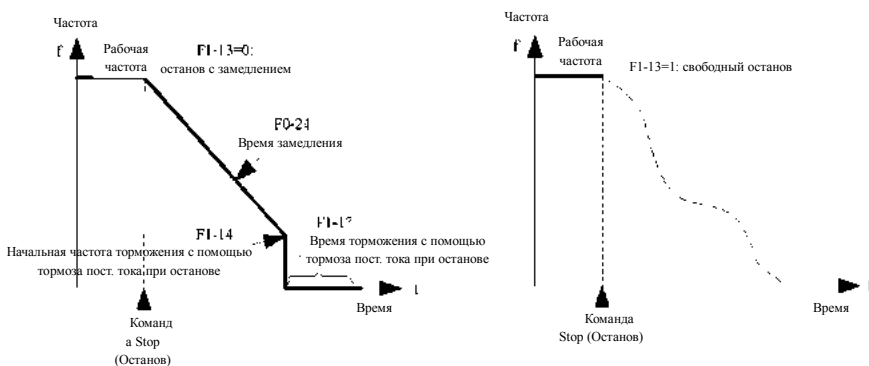 Частота
f
Рабочая
частота
F1-13=0:
останов с замедлением
F0-24
Время замедления
F1-14
Начальная частота торможения с помощью
тормоза пост. тока при останове
Время торможения с помощью
тормоза пост. тока при останове
t
Время
Команд
а Stop
(Останов)
Частота
f
Рабочая
частота
F1-13=1: свободный останов
Время
Команда
Stop (Останов)